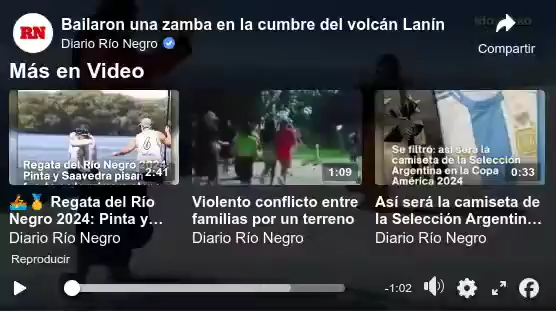 RN
Bailaron una zamba en la cumbre del volcán Lanín
Diario Río Negro
Compartir
Más en Video
Regata del Río Negro 2024:
Pinta y Saavedra pisan
2:41
1:09
Se filtró: así será la
camiseta de la Selección
Argentina en la Copa
América 2024
0:33
🚣🏅 Regata del Río
Negro 2024: Pinta y…
Diario Río Negro
Violento conflicto entre
familias por un terreno
Diario Río Negro
Así será la camiseta de
la Selección Argentin…
Diario Río Negro
Reproducir
-1:02